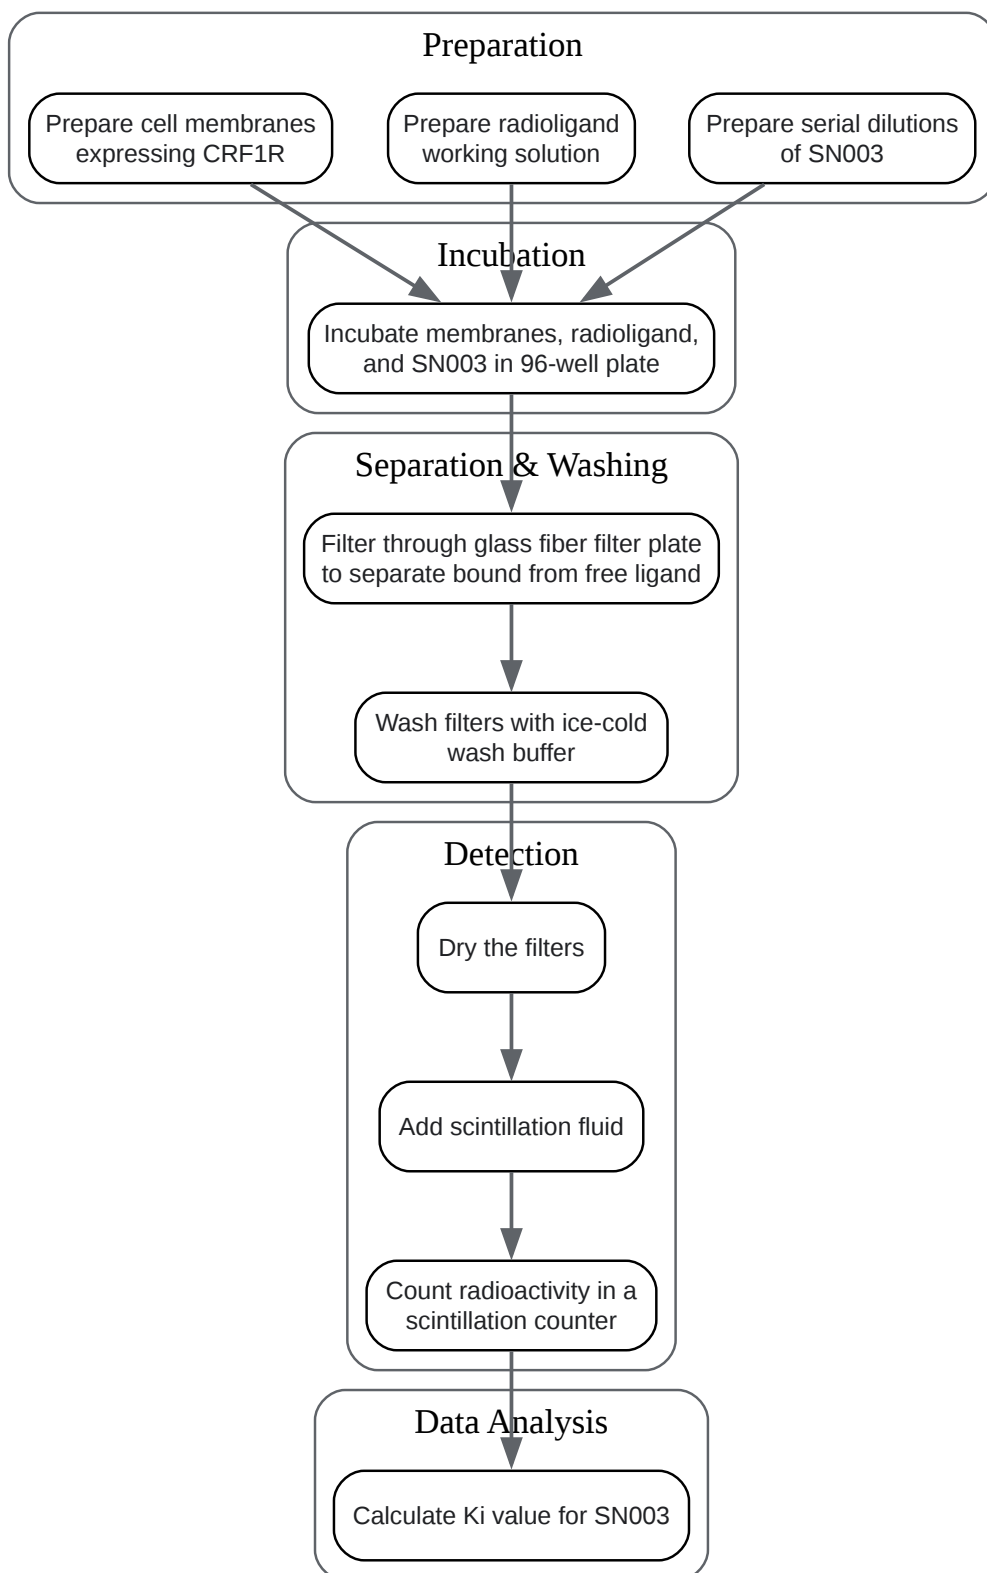 Preparation
Prepare cell membranes
expressing CRF1R
Prepare radioligand
working solution
Prepare serial dilutions
of SN003
Incubation
Incubate membranes, radioligand,
and SN003 in 96-well plate
Separation & Washing
Filter through glass fiber filter plate
to separate bound from free ligand
Wash filters with ice-cold
wash buffer
Detection
Dry the filters
Add scintillation fluid
Count radioactivity in a
scintillation counter
Data Analysis
Calculate Ki value for SN003